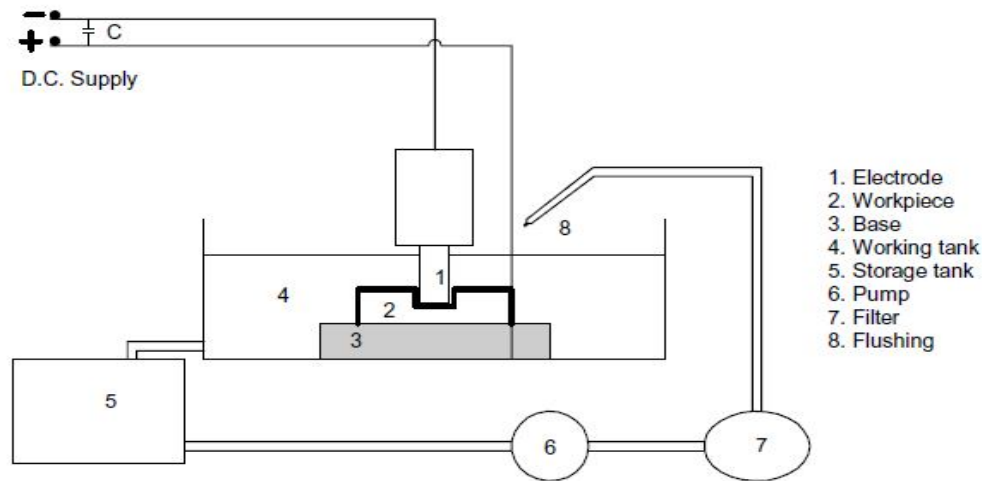 C
D.C. Supply
1
2
3
4
5
6
7
8
1. Electrode
2. Workpiece
3. Base
4. Working tank
5. Storage tank
6. Pump
7. Filter
8. Flushing